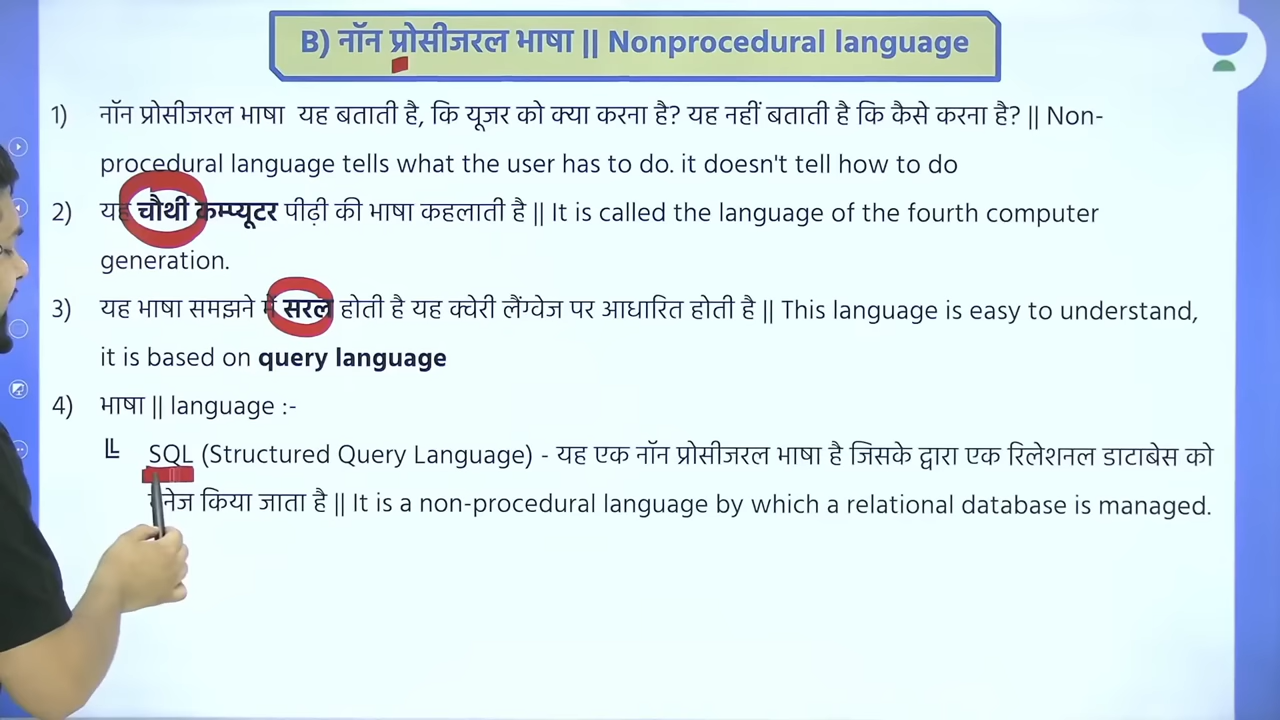 B) नॉन प्रोसीजरल भाषा || Nonprocedural language
1) नॉन प्रोसीजरल भाषा यह बताती है, कि यूजर को क्या करना है? यह नहीं बताती है कि कैसे करना है? || Non-
procedural language tells what the user has to do. it doesn't tell how to do
2) यह चौथी कम्प्यूटर पीढ़ी की भाषा कहलाती है || It is called the language of the fourth computer
generation.
3) यह भाषा समझने में सरल होती है यह क्वेरी लैंग्वेज पर आधारित होती है || This language is easy to understand,
it is based on query language
4) भाषा || language :-
SQL (Structured Query Language) - यह एक नॉन प्रोसीजरल भाषा है जिसके द्वारा एक रिलेशनल डाटाबेस को
किया जाता है || It is a non-procedural language by which a relational database is managed.